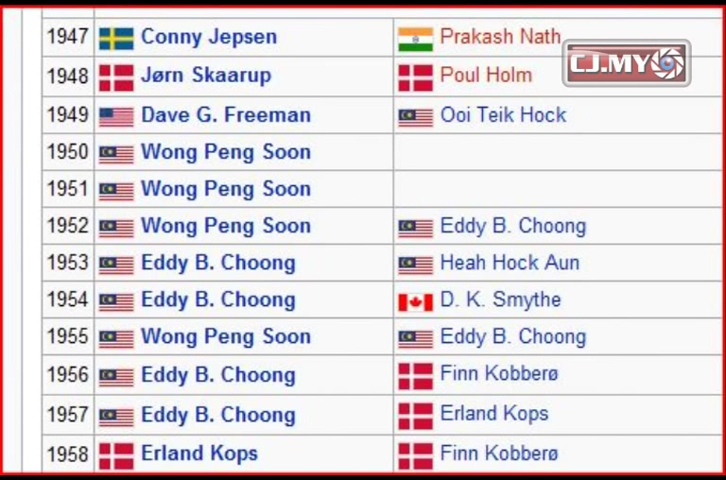 1947 Conny Jepsen Prakash Nath
CJ.MY
1948 Jørn Skaarup Poul Holm
1949 Dave G. Freeman Ooi Teik Hock
1950 Wong Peng Soon
1951 Wong Peng Soon
1952 Wong Peng Soon Eddy B. Choong
1953 Eddy B. Choong Heah Hock Aun
1954 Eddy B. Choong D. K. Smythe
1955 Wong Peng Soon Eddy B. Choong
1956 Eddy B. Choong Finn Kobberø
1957 Eddy B. Choong Erland Kops
1958 Erland Kops Finn Kobberø